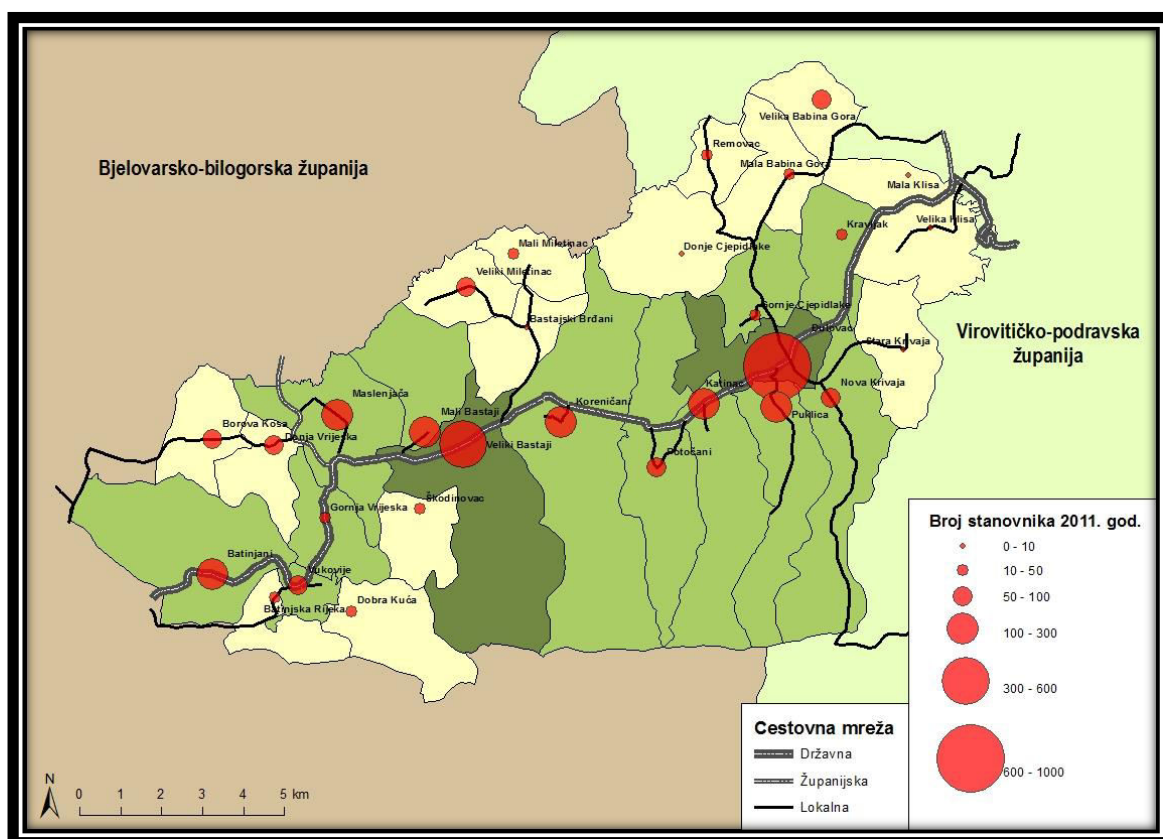 Velika Babina Gora
Removac
Bjelovarsko-bilogorska županija
Mala Babina Gora
Mala Klisa
Velika Klisa
Kravljak
Mali Miletinac
Donje Cjepidlake
Veliki Miletinac
Gornje Cjepidlake
Bastajski Brđani
Đulovac
Stara Krivaja
Virovitičko-podravska
županija
Katinac
Nova Krivaja
Maslenjača
Mali Bastaji
Koreničani
Puklica
Borova Kosa
Donja Vrijeska
Veliki Bastaji
Potočani
Škodinovac
Gornja Vrijeska
Batinjani
Vukovije
Batinjska Rijeka
Dobra Kuća
Broj stanovnika 2011. god.
0 - 10
10 - 50
50 - 100
100 - 300
300 - 600
600 - 1000
Cestovna mreža
Državna
Županijska
Lokalna
N
0 1 2 3 4 5 km